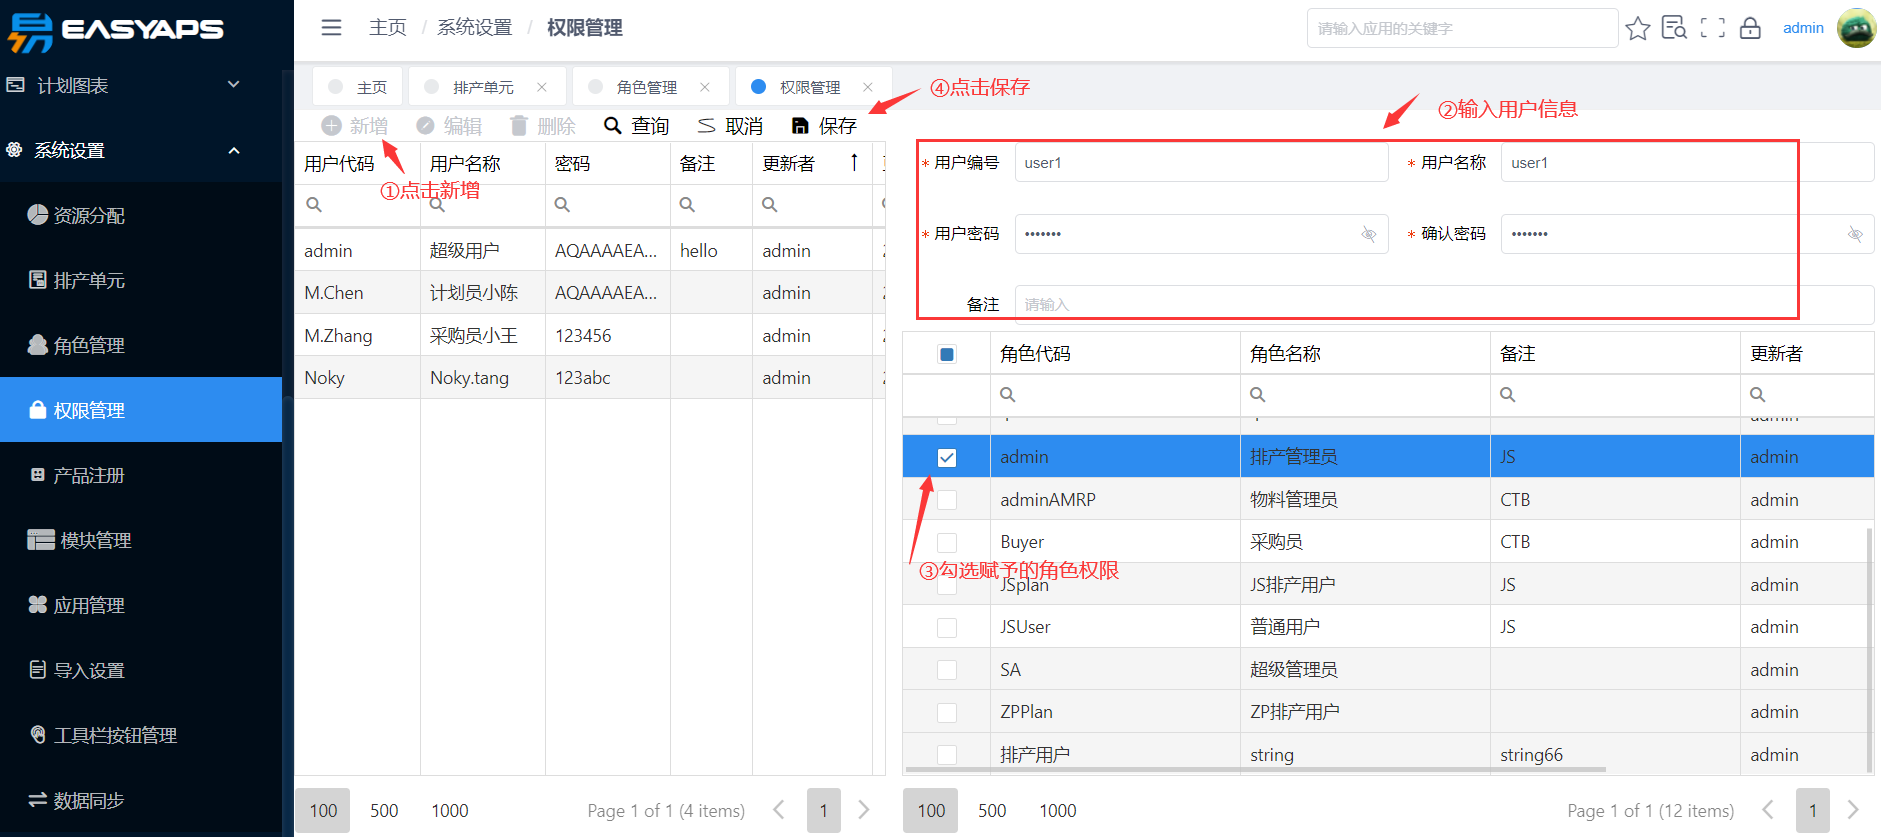 EASYAPS
计划图表
系统设置
资源分配
排产单元
角色管理
权限管理
产品注册
模块管理
应用管理
导入设置
工具栏按钮管理
数据同步
主页 / 系统设置 / 权限管理
请输入应用的关键字
admin
主页 排产单元 角色管理 权限管理
④点击保存
新增 编辑 删除 查询 取消 保存
①点击新增
②输入用户信息
用户代码 用户名称 密码 备注 更新者
admin 超级用户 AQAAAAEA... hello admin
M.Chen 计划员小陈 AQAAAAEA... admin
M.Zhang 采购员小王 123456 admin
Noky Noky.tang 123abc admin
100 500 1000 Page 1 of 1 (4 items) 1
* 用户编号 user1 * 用户名称 user1
* 用户密码 ••••••• * 确认密码 •••••••
备注 请输入
角色代码 角色名称 备注 更新者
admin 排产管理员 JS admin
adminAMRP 物料管理员 CTB admin
Buyer 采购员 CTB admin
③勾选赋予的角色权限
JSplan JS排产用户 JS admin
JSUser 普通用户 JS admin
SA 超级管理员 admin
ZPPlan ZP排产用户 admin
排产用户 string string66 admin
100 500 1000 Page 1 of 1 (12 items) 1